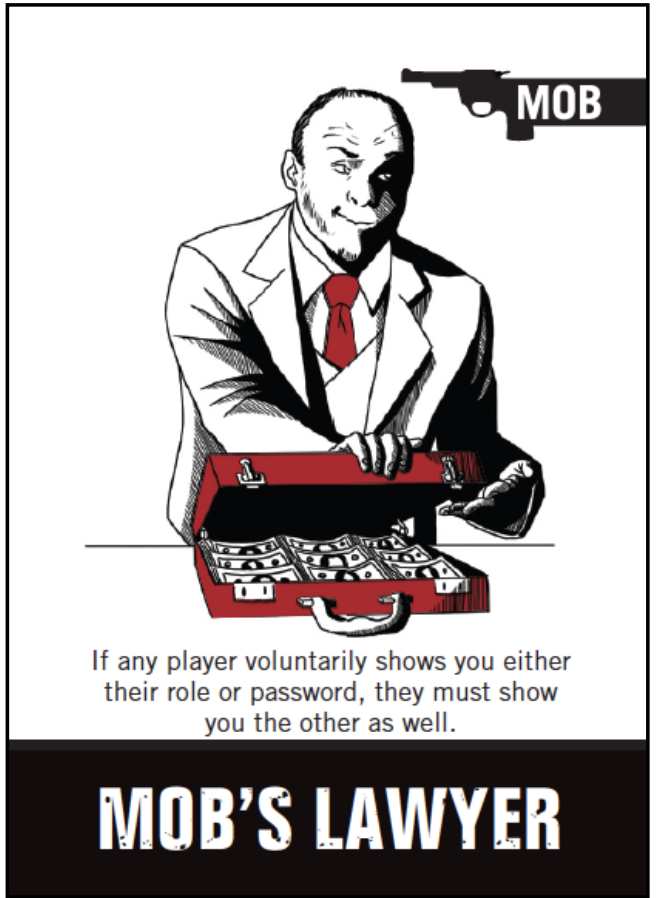 MOB
If any player voluntarily shows you either
their role or password, they must show
you the other as well.
MOB'S LAWYER